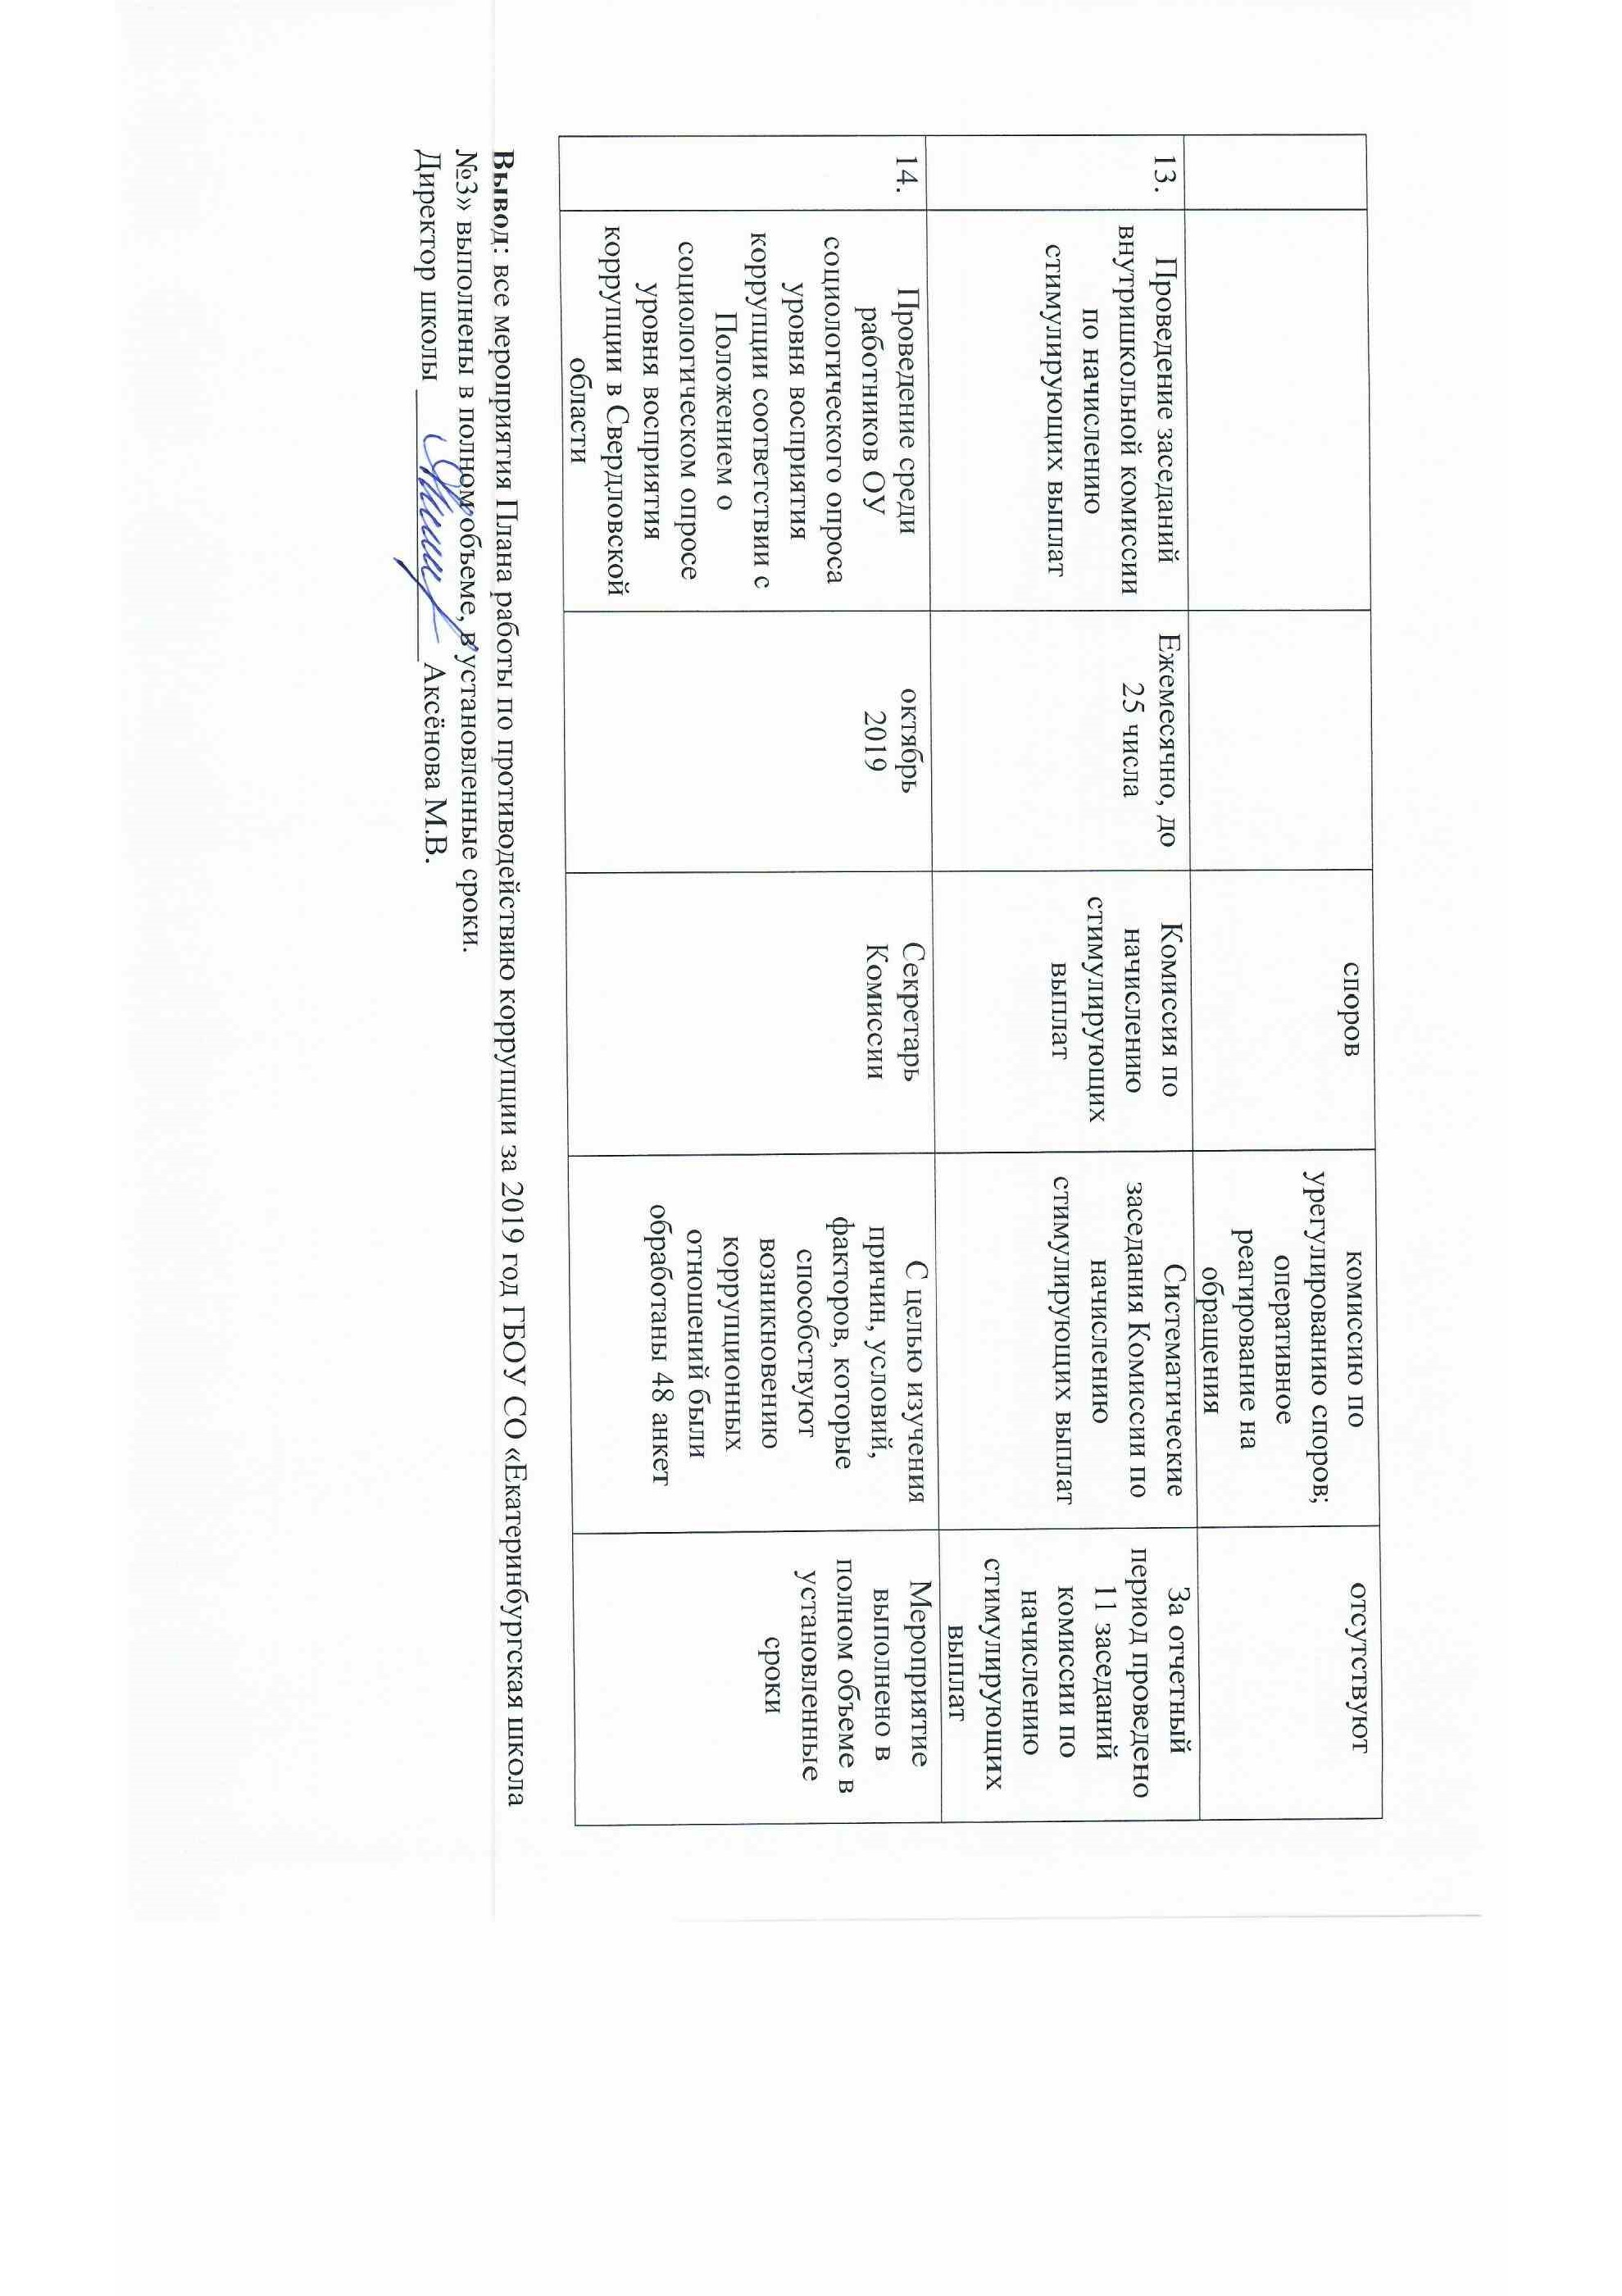 споров
комиссию по
урегулированию споров;
оперативное
реагирование на
обращения
отсутствуют
13.
Проведение заседаний
внутришкольной комиссии
по начислению
стимулирующих выплат
Ежемесячно, до
25 числа
Комиссия по
начислению
стимулирующих
выплат
Систематические
заседания Комиссии по
начислению
стимулирующих выплат
За отчетный
период проведено
11 заседаний
комиссии по
начислению
стимулирующих
выплат
14.
Проведение среди
работников ОУ
социологического опроса
уровня восприятия
коррупции соответствии с
Положением о
социологическом опросе
уровня восприятия
коррупции в Свердловской
области
октябрь
2019
Секретарь
Комиссии
С целью изучения
причин, условий,
факторов, которые
способствуют
возникновению
коррупционных
отношений были
обработаны 48 анкет
Мероприятие
выполнено в
полном объеме в
установленные
сроки
Вывод: все мероприятия Плана работы по противодействию коррупции за 2019 год ГБОУ СО «Екатеринбургская школа
№3» выполнены в полном объеме, в установленные сроки.
Директор школы Аксёнова М.В.